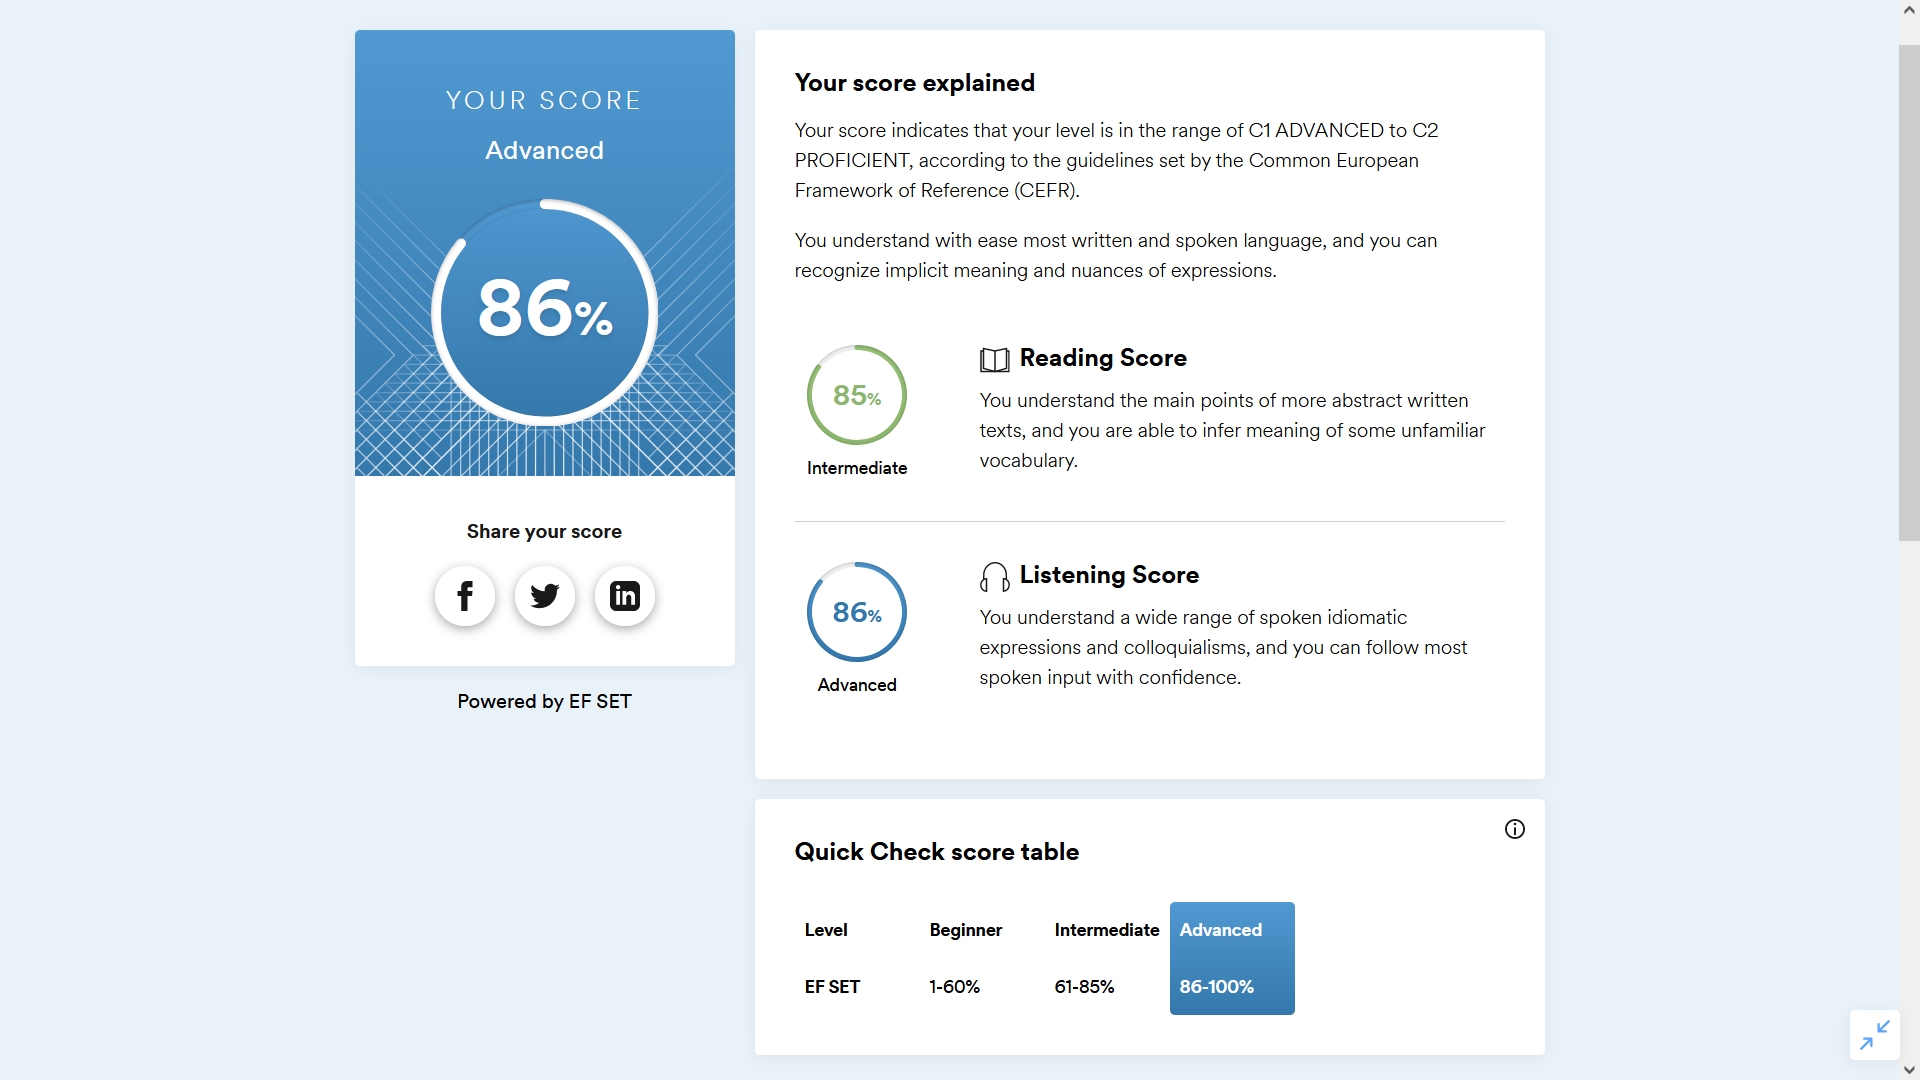 YOUR SCORE
Advanced
86%
Share your score
Powered by EF SET
Your score explained
Your score indicates that your level is in the range of C1 ADVANCED to C2
PROFICIENT, according to the guidelines set by the Common European
Framework of Reference (CEFR).
You understand with ease most written and spoken language, and you can
recognize implicit meaning and nuances of expressions.
85%
Intermediate
Reading Score
You understand the main points of more abstract written
texts, and you are able to infer meaning of some unfamiliar
vocabulary.
86%
Advanced
Listening Score
You understand a wide range of spoken idiomatic
expressions and colloquialisms, and you can follow most
spoken input with confidence.
Quick Check score table
Level Beginner Intermediate Advanced
EF SET 1-60% 61-85% 86-100%